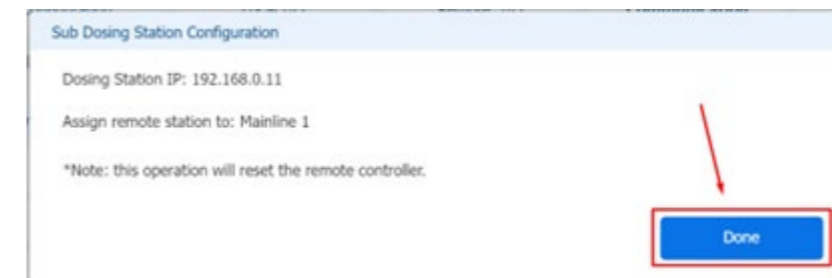 Sub Dosing Station Configuration
Dosing Station IP: 192.168.0.11
Assign remote station to: Mainline 1
*Note: this operation will reset the remote controller.
Done